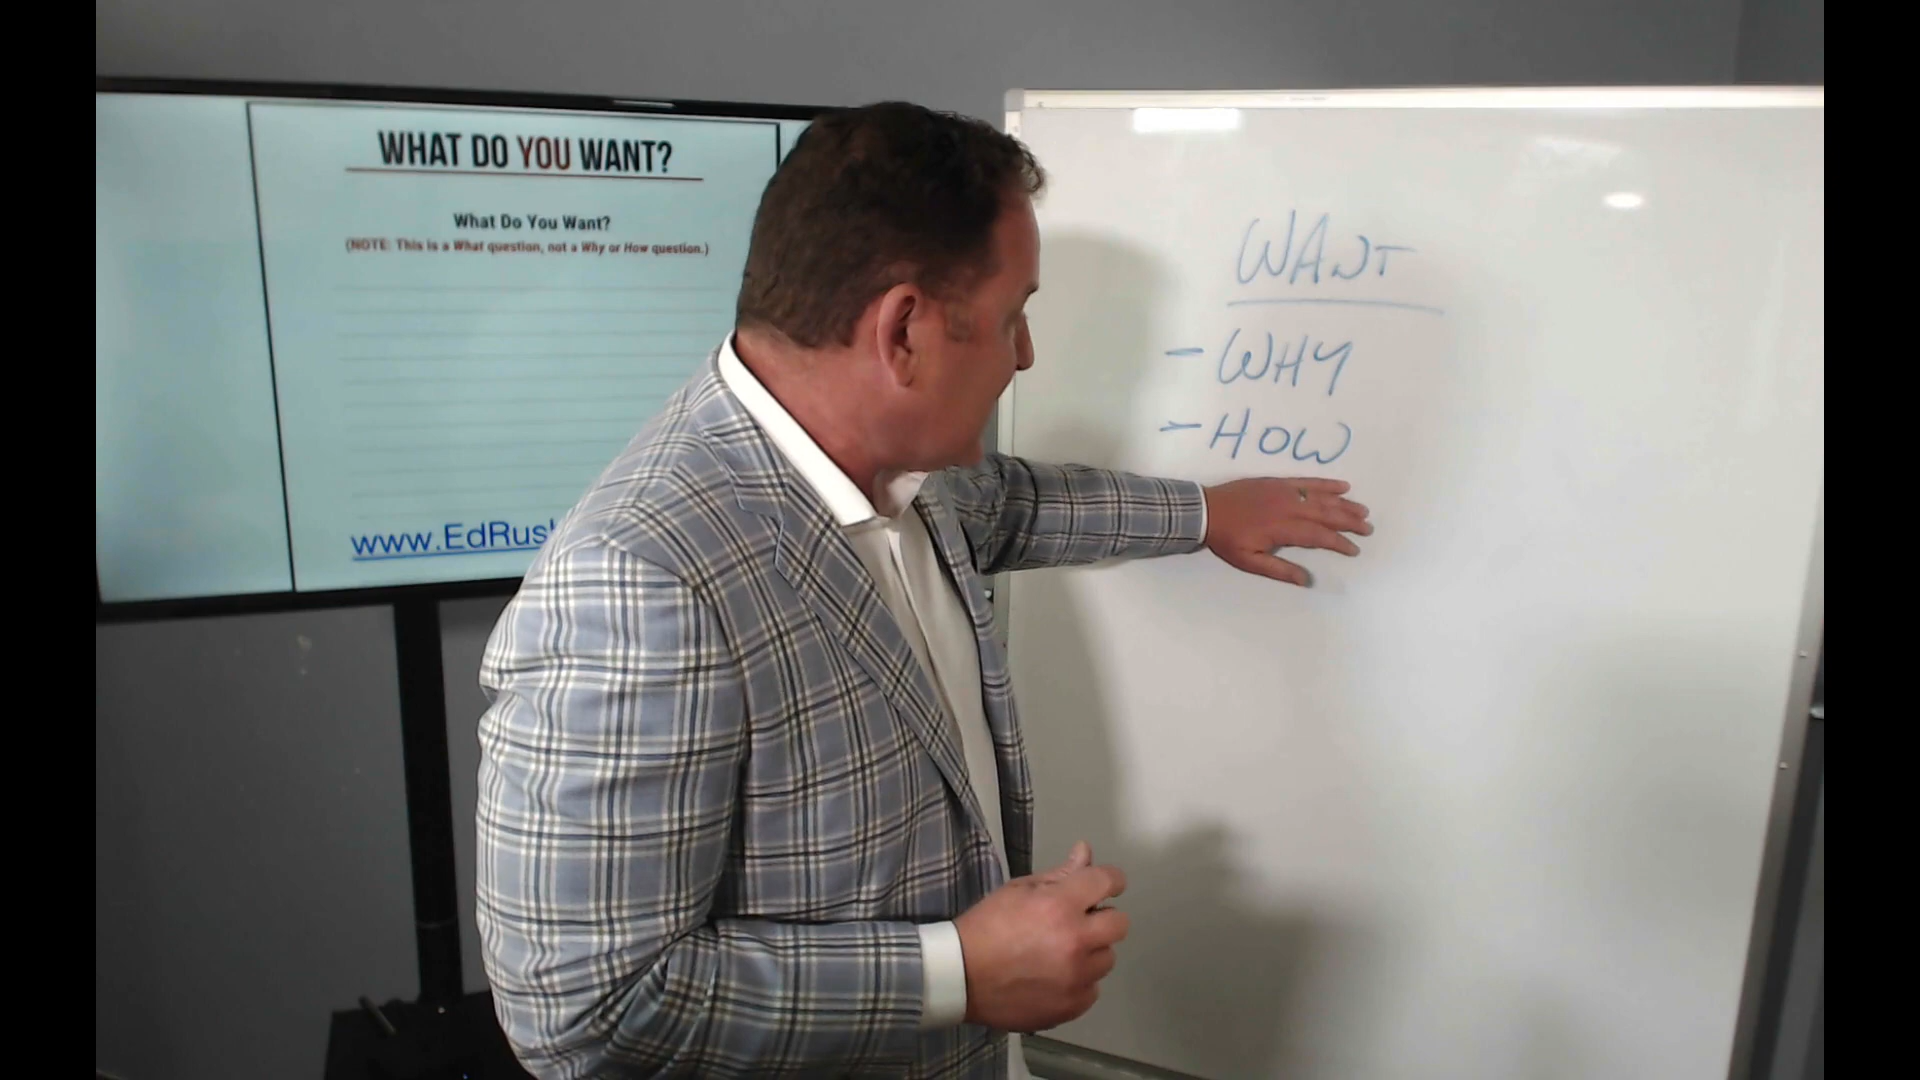 WHAT DO YOU WANT?
What Do You Want?
(NOTE: This is a What question, not a Why or How question.)
www.EdRus
WANT
- WHY
- HOW